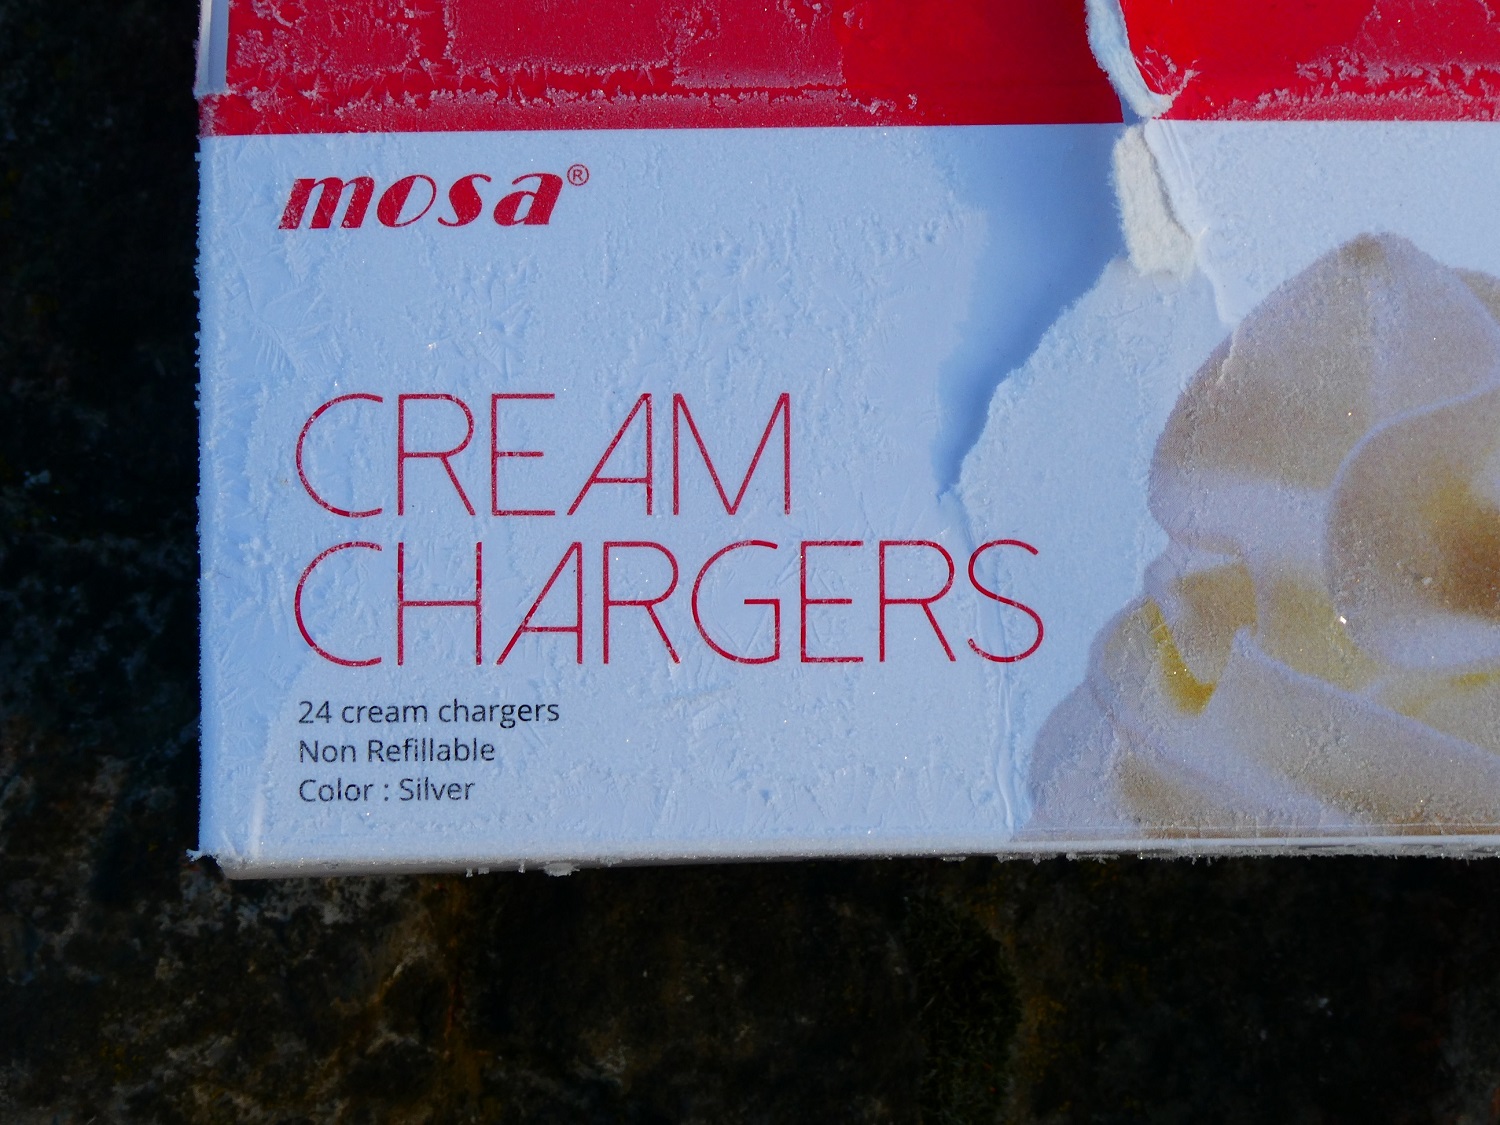 mosa®
CREAM
CHARGERS
24 cream chargers
Non Refillable
Color : Silver